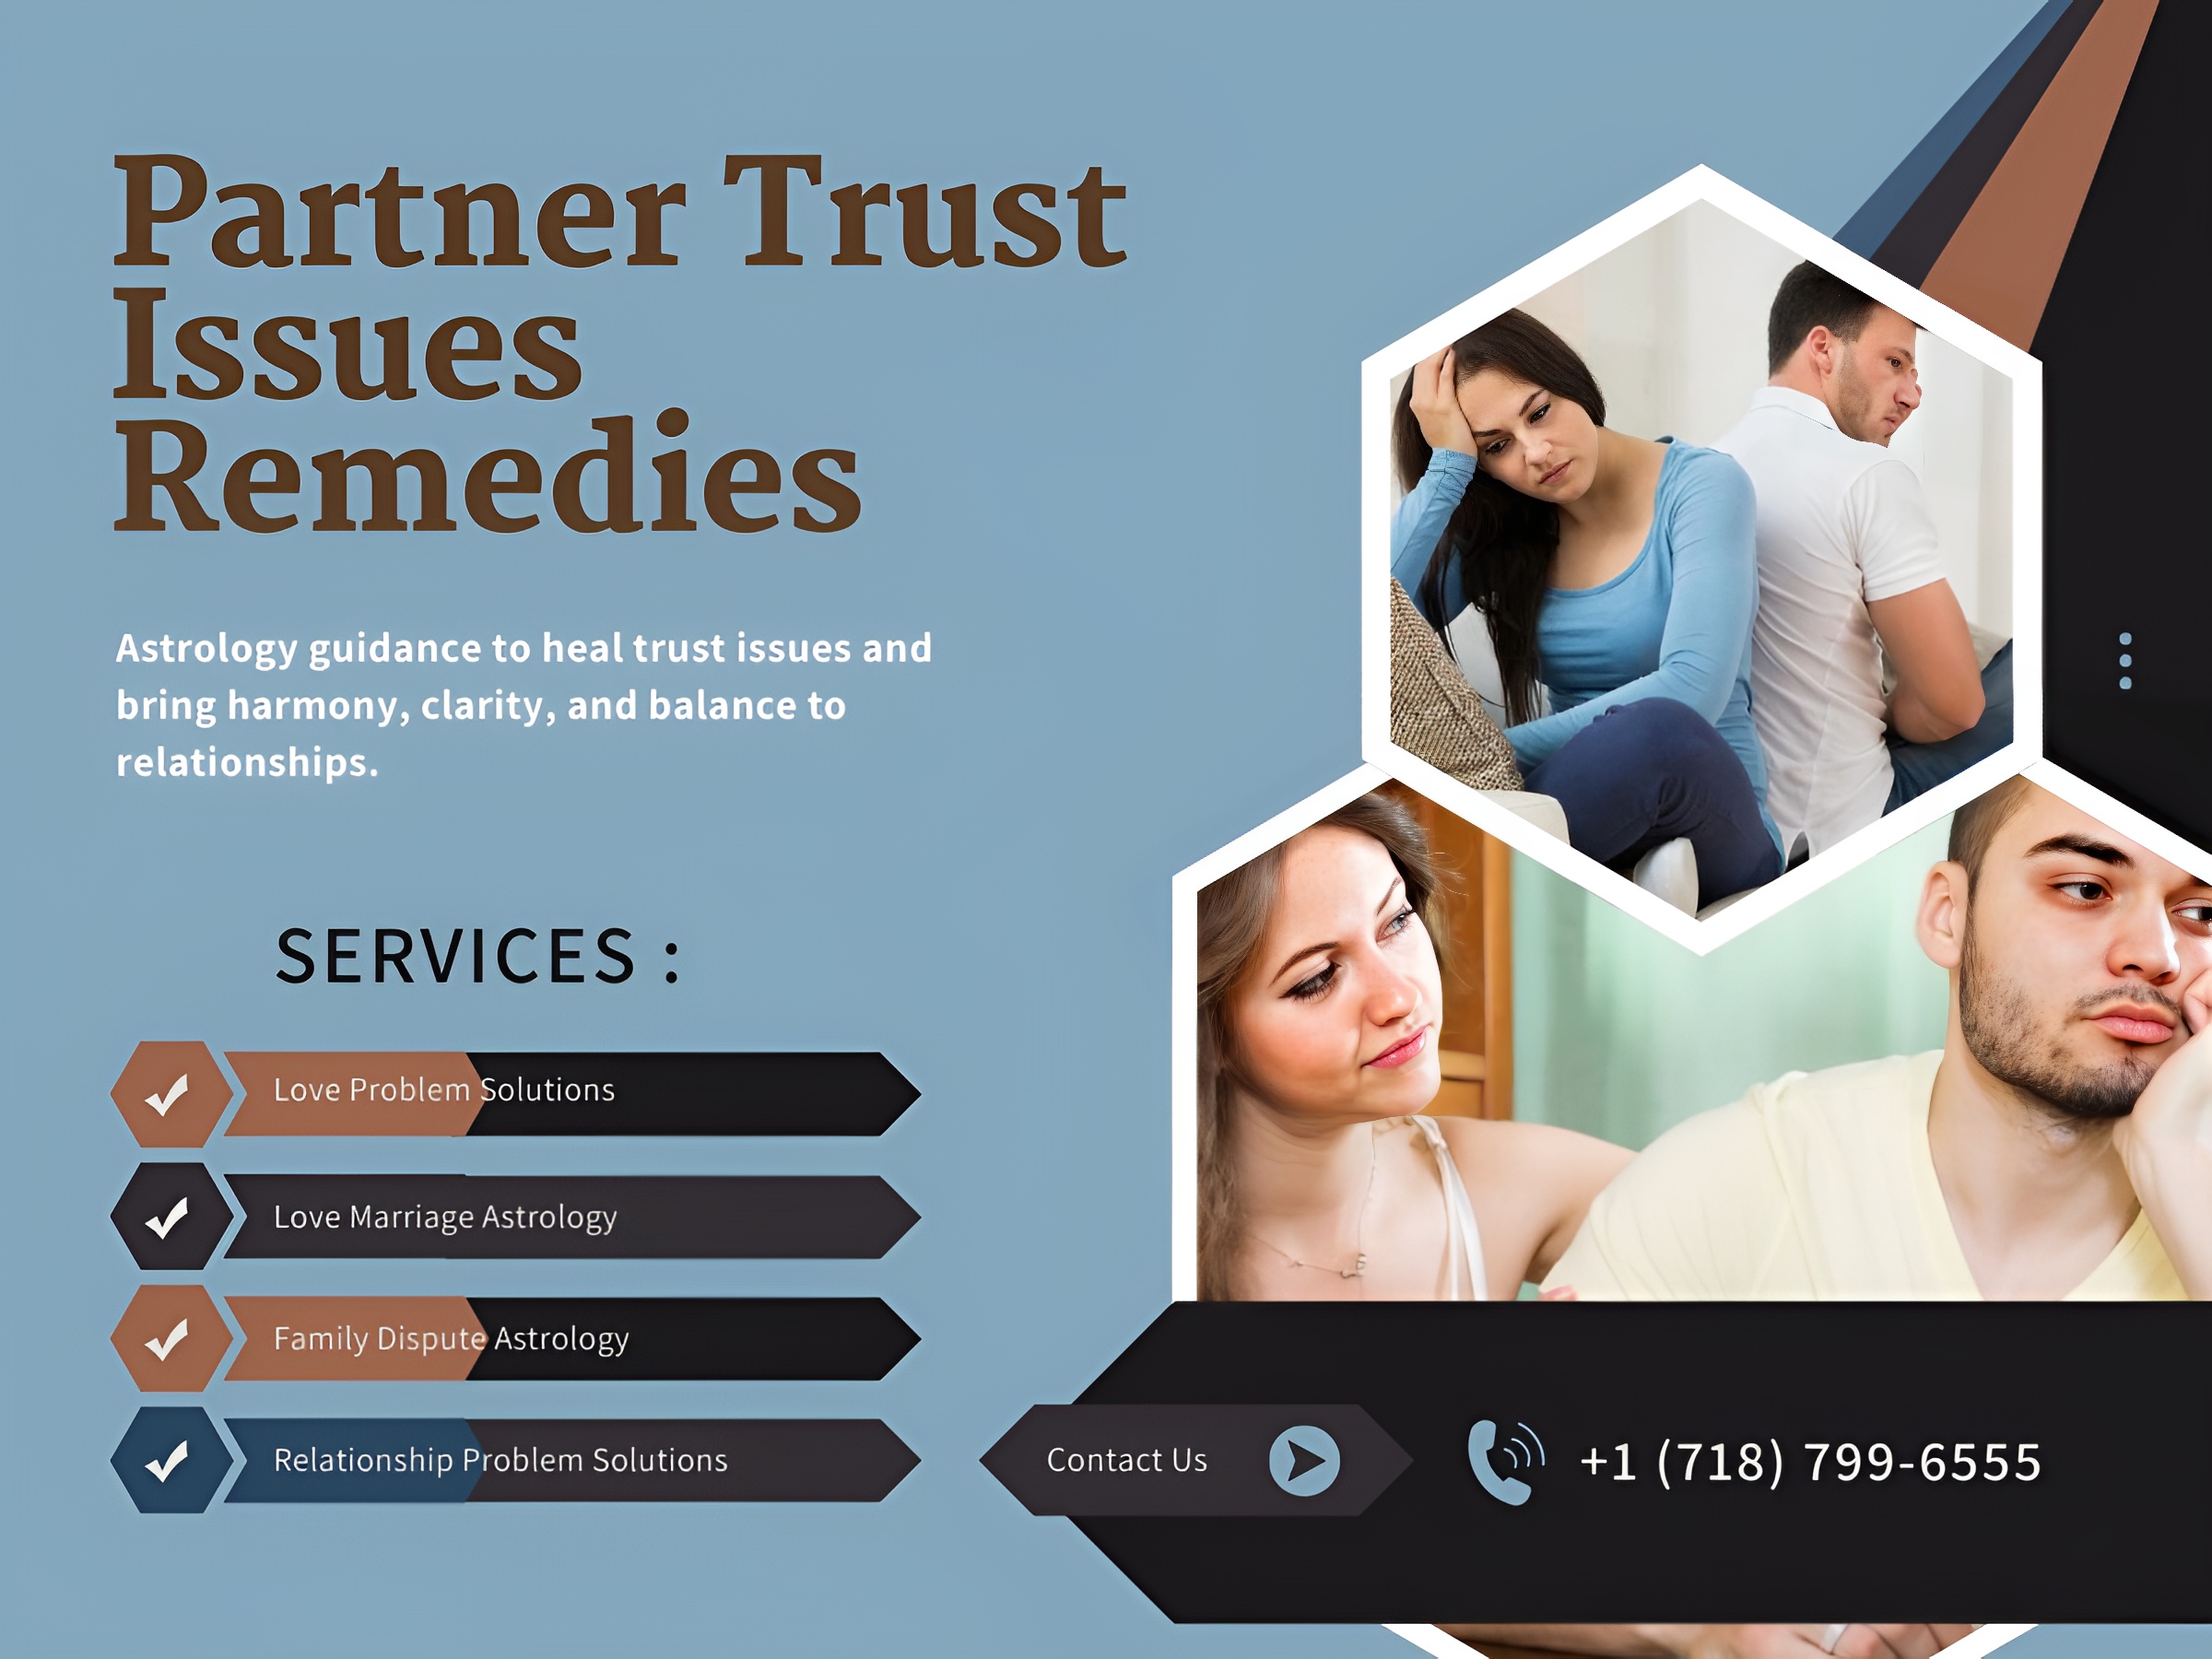 Partner Trust
Issues
Remedies
Astrology guidance to heal trust issues and
bring harmony, clarity, and balance to
relationships.
SERVICES :
Love Problem Solutions
Love Marriage Astrology
Family Dispute Astrology
Relationship Problem Solutions
Contact Us
+1 (718) 799-6555